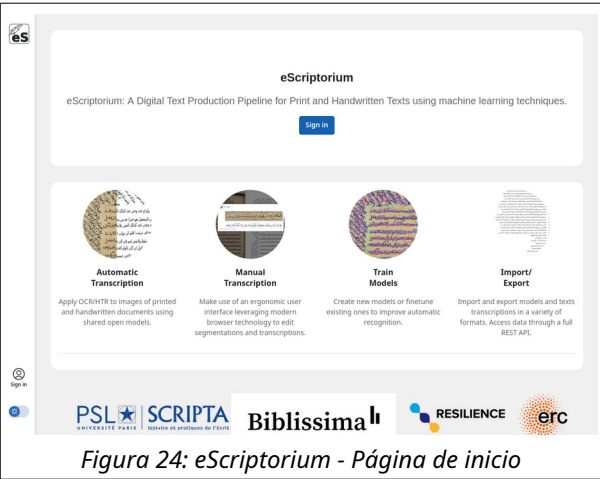 eS
eScriptorium
eScriptorium: A Digital Text Production Pipeline for Print and Handwritten Texts using machine learning techniques.
Sign in
Automatic
Transcription
Apply OCR/HTR to images of printed
and handwritten documents using
shared open models.
Manual
Transcription
Make use of an ergonomic user
interface leveraging modern
browser technology to edit
segmentations and transcriptions.
Train
Models
Create new models or finetune
existing ones to improve automatic
recognition.
Import/
Export
Import and export models and texts
transcriptions in a variety of
formats. Access data through a full
REST API.
Sign in
PSL
UNIVERSITÉ PARIS
SCRIPTA
histoire et pratiques de l'écrit
Biblissima
RESILIENCE
erc
Figura 24: eScriptorium - Página de inicio